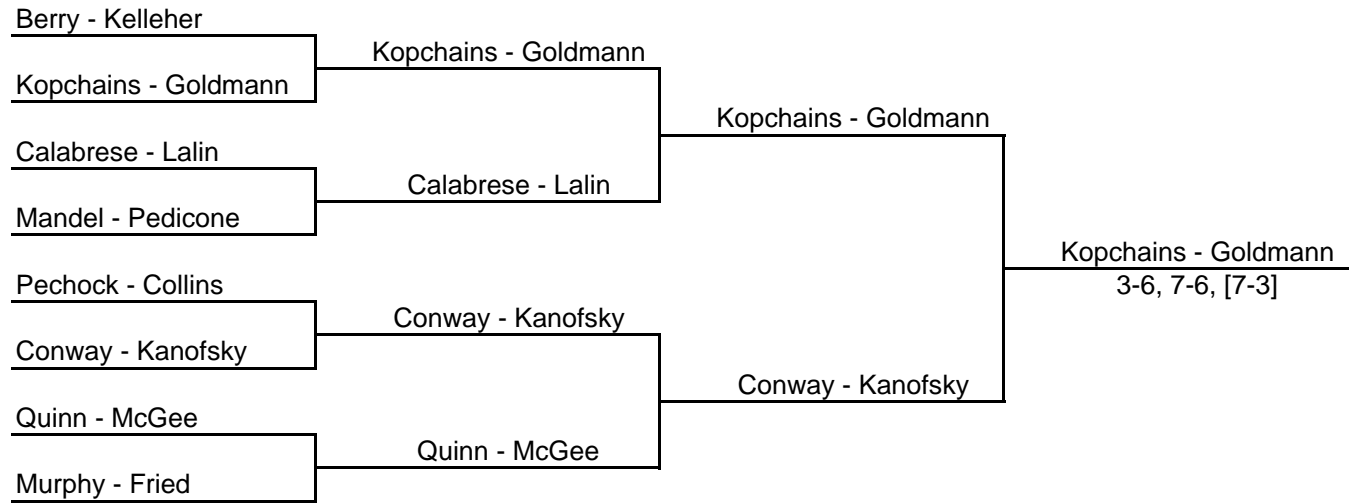 Berry - Kelleher
Kopchains - Goldmann
Kopchains - Goldmann
Kopchains - Goldmann
Calabrese - Lalin
Calabrese - Lalin
Mandel - Pedicone
Kopchains - Goldmann
3-6, 7-6, [7-3]
Pechock - Collins
Conway - Kanofsky
Conway - Kanofsky
Conway - Kanofsky
Quinn - McGee
Quinn - McGee
Murphy - Fried